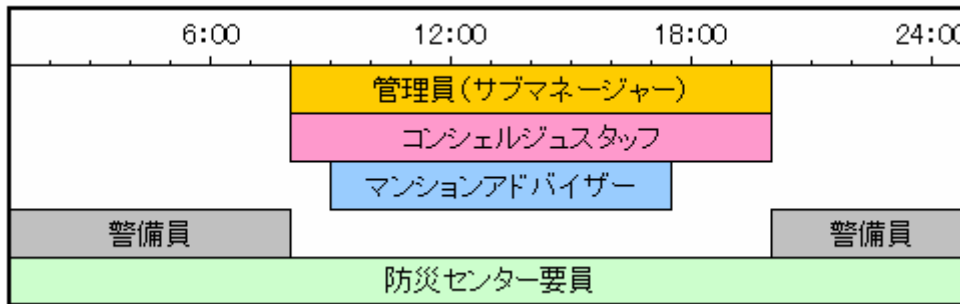 6:00 12:00 18:00 24:00
管理員(サブマネージャー)
コンシェルジュスタッフ
マンションアドバイザー
警備員 警備員
防災センター要員